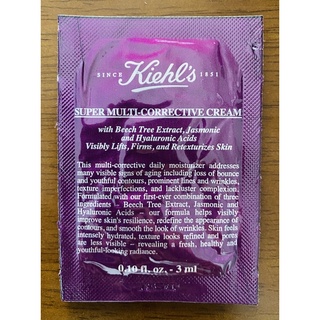 Kiehl's
SINCE 1851
SUPER MULTI-CORRECTIVE CREAM
with Beech Tree Extract, Jasmonic
and Hyaluronic Acids
Visibly Lifts, Firms, and Retexturizes Skin
This multi-corrective daily moisturizer addresses
many visible signs of aging including loss of bounce
and youthful contours, prominent lines and wrinkles,
texture imperfections, and lackluster complexion.
Formulated with our first-ever combination of three
ingredients – Beech Tree Extract, Jasmonic and
Hyaluronic Acids – our formula helps visibly
improve skin's resilience, redefine the appearance of
contours, and smooth the look of wrinkles. Skin feels
intensely hydrated, texture looks refined and pores
are less visible – revealing a fresh, healthy and
youthful-looking radiance.
0.10 fl. oz. - 3 ml